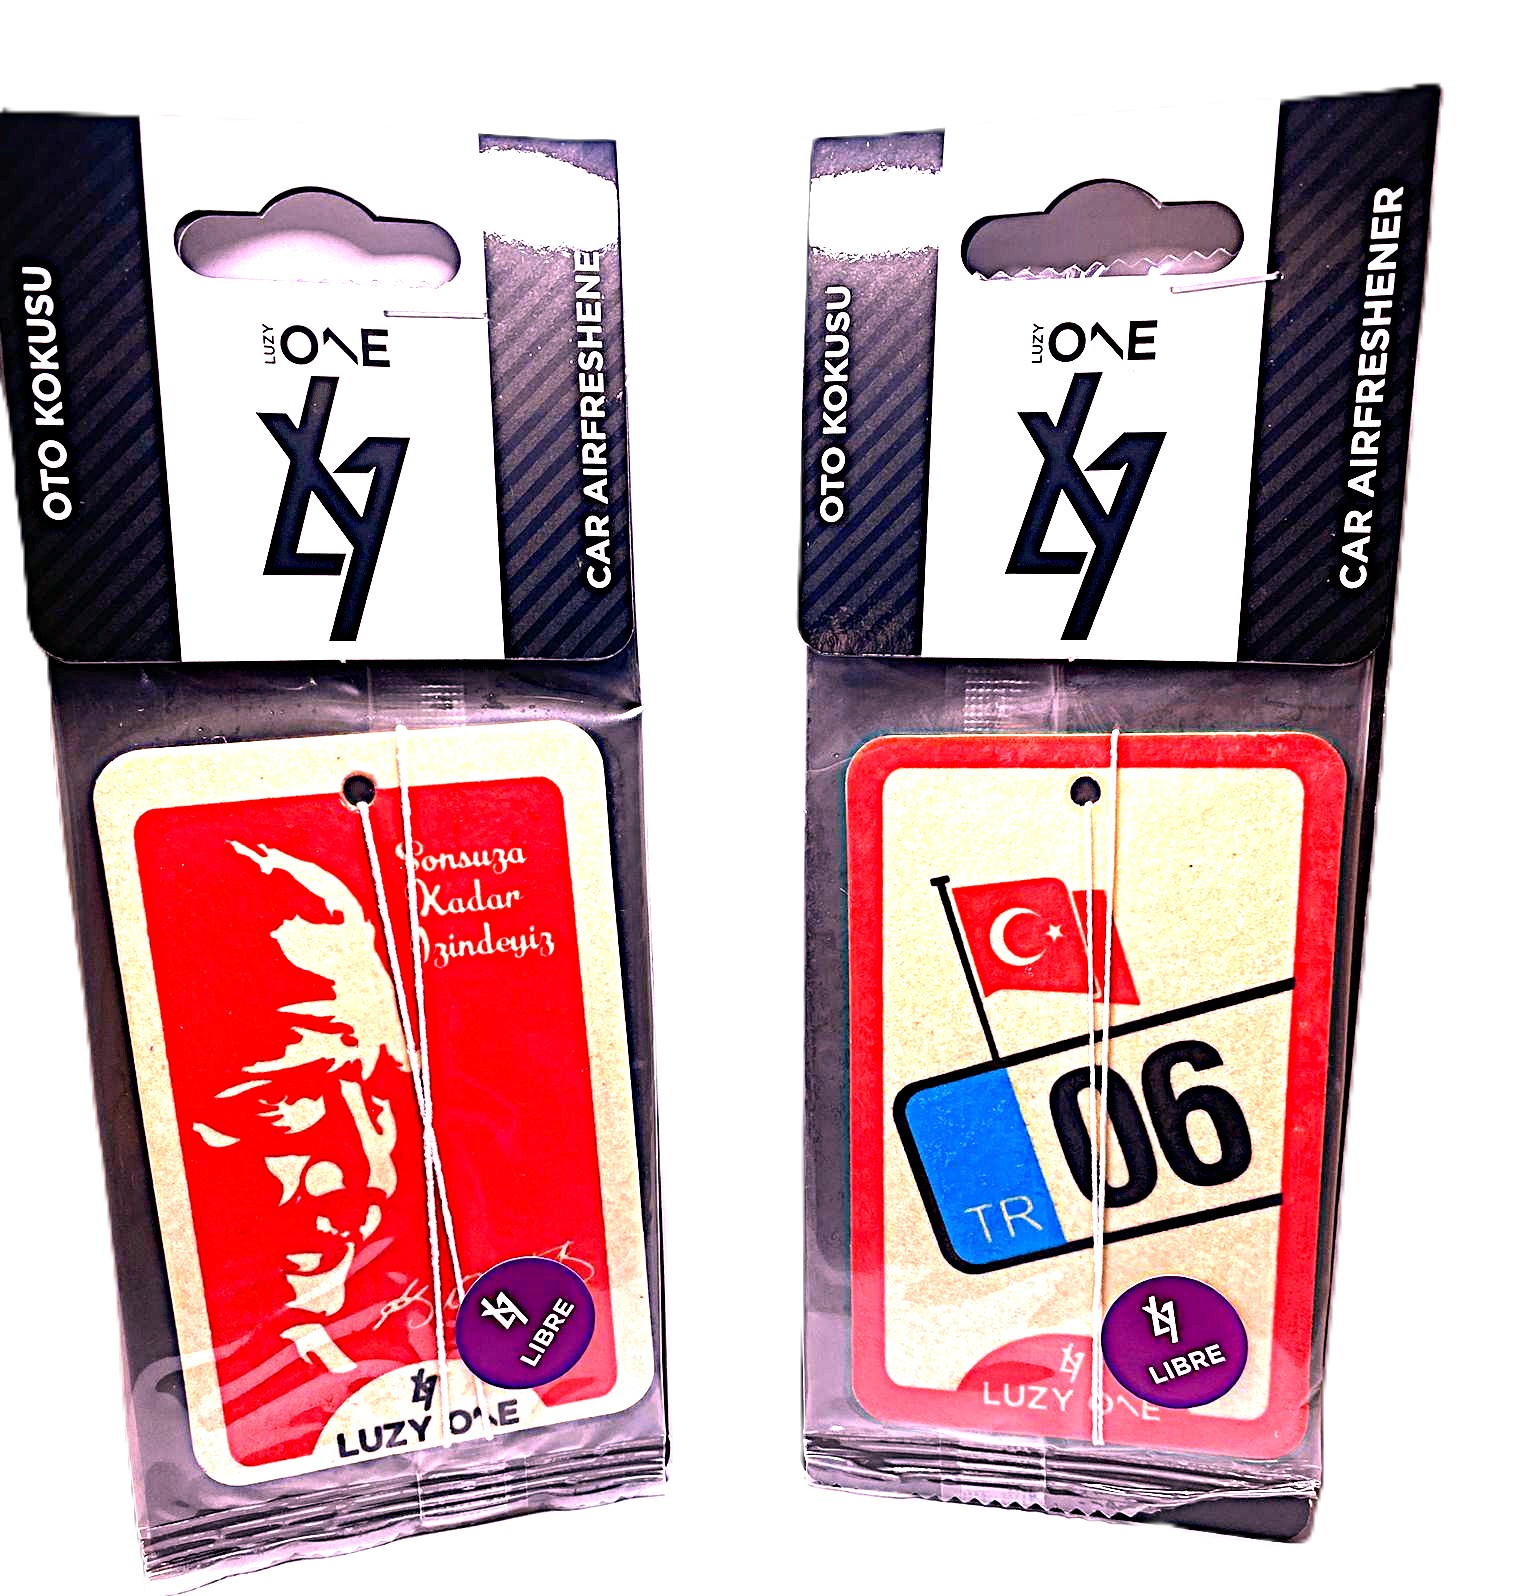 OTO KOKUSU
LUZY ONE
CAR AIRFRESHENE
Sonsuza
Kadar
İzindeyiz
LIBRE
LUZY ONE
OTO KOKUSU
LUZY ONE
CAR AIRFRESHENER
06
TR
LIBRE
LUZY ONE